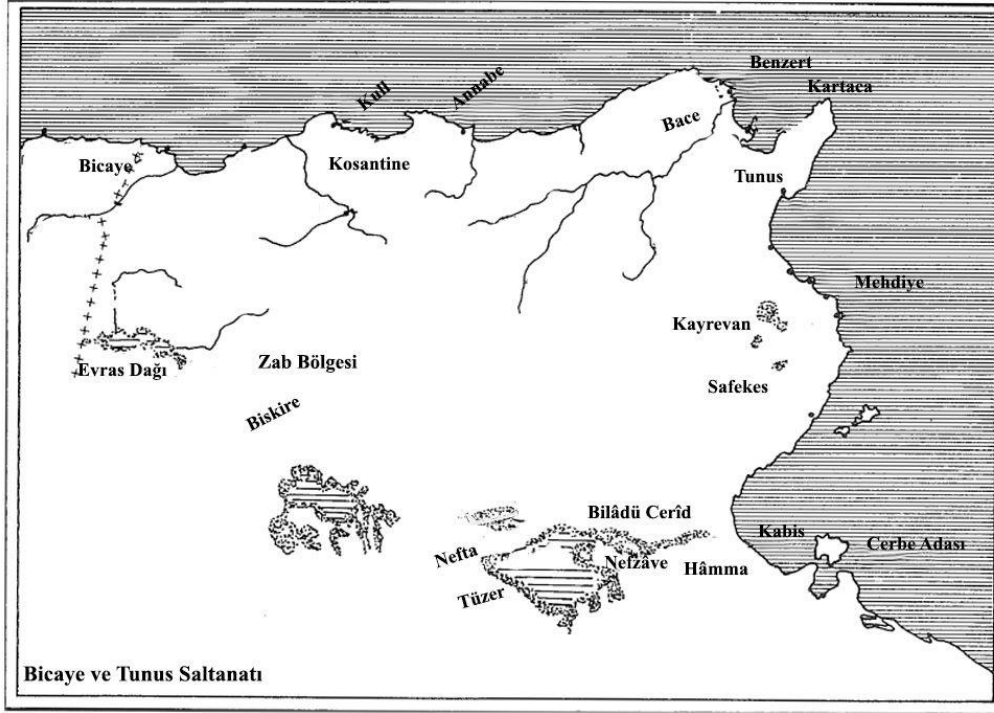 Benzert
Kull
Annabe
Kartaca
Bace
Bicaye
Kosantine
Tunus
Mehdiye
Kayrevan
Zab Bölgesi
Evras Dağı
Safekes
Biskire
Bilâdü Cerîd
Kabis
Cerbe Adası
Nefta
Nefzâve
Hâmma
Tüzer
Bicaye ve Tunus Saltanatı